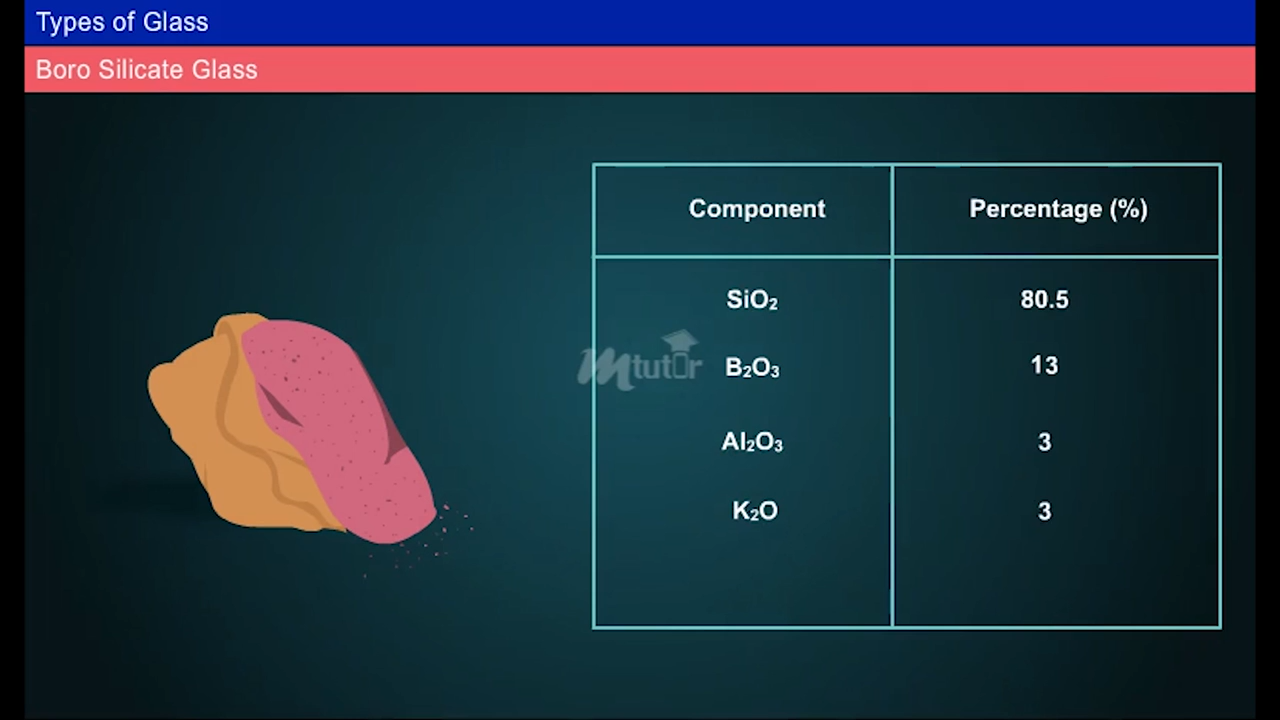 Types of Glass
Boro Silicate Glass
Component Percentage (%)
SiO₂ 80.5
B₂O₃ 13
Al₂O₃ 3
K₂O 3
Mtutor